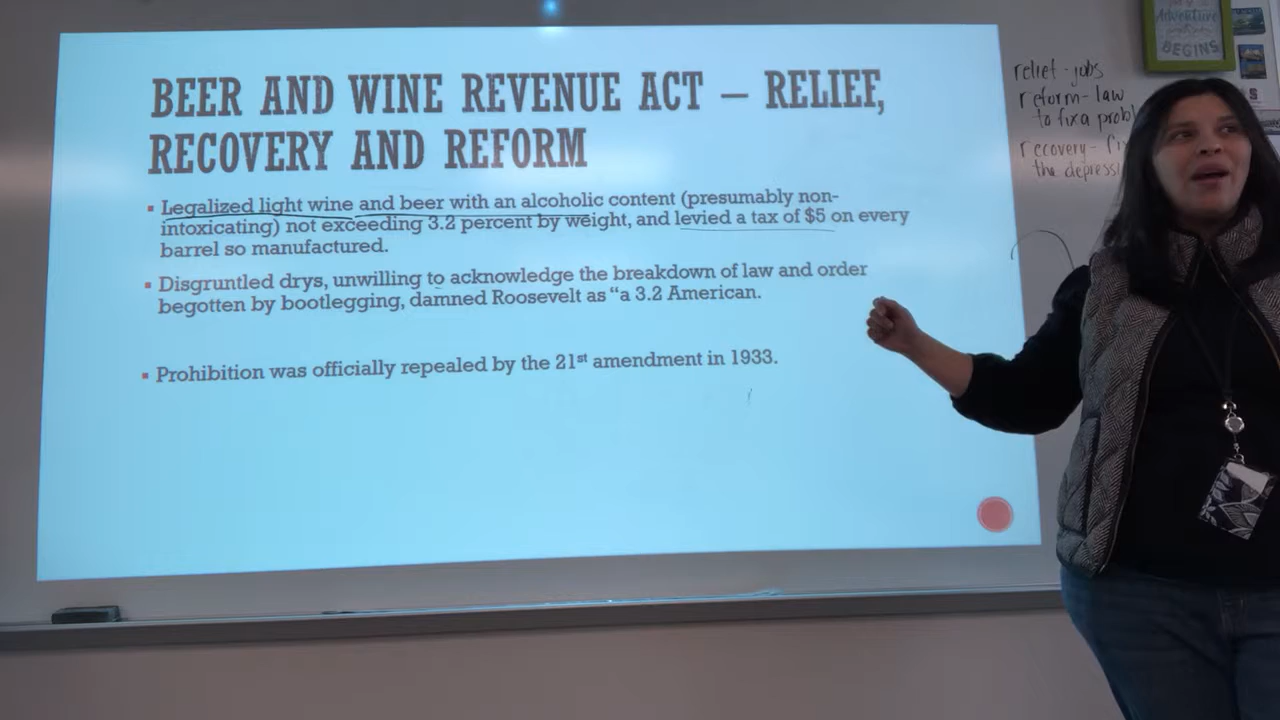 BEER AND WINE REVENUE ACT – RELIEF,
RECOVERY AND REFORM
▪ Legalized light wine and beer with an alcoholic content (presumably non-
intoxicating) not exceeding 3.2 percent by weight, and levied a tax of $5 on every
barrel so manufactured.
▪ Disgruntled drys, unwilling to acknowledge the breakdown of law and order
begotten by bootlegging, damned Roosevelt as “a 3.2 American.
▪ Prohibition was officially repealed by the 21st amendment in 1933.
relief - jobs
reform - law
to fix a probl
recovery -
the depressi
Adventure
BEGINS